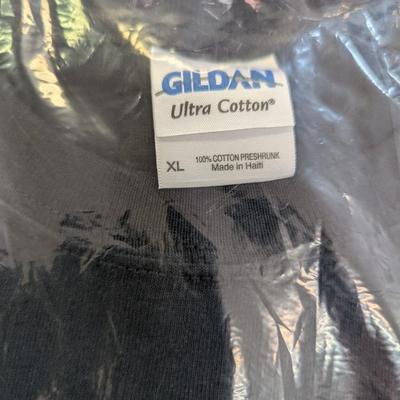 GILDAN
Ultra Cotton®
XL 100% COTTON PRESHRUNK
Made in Haiti